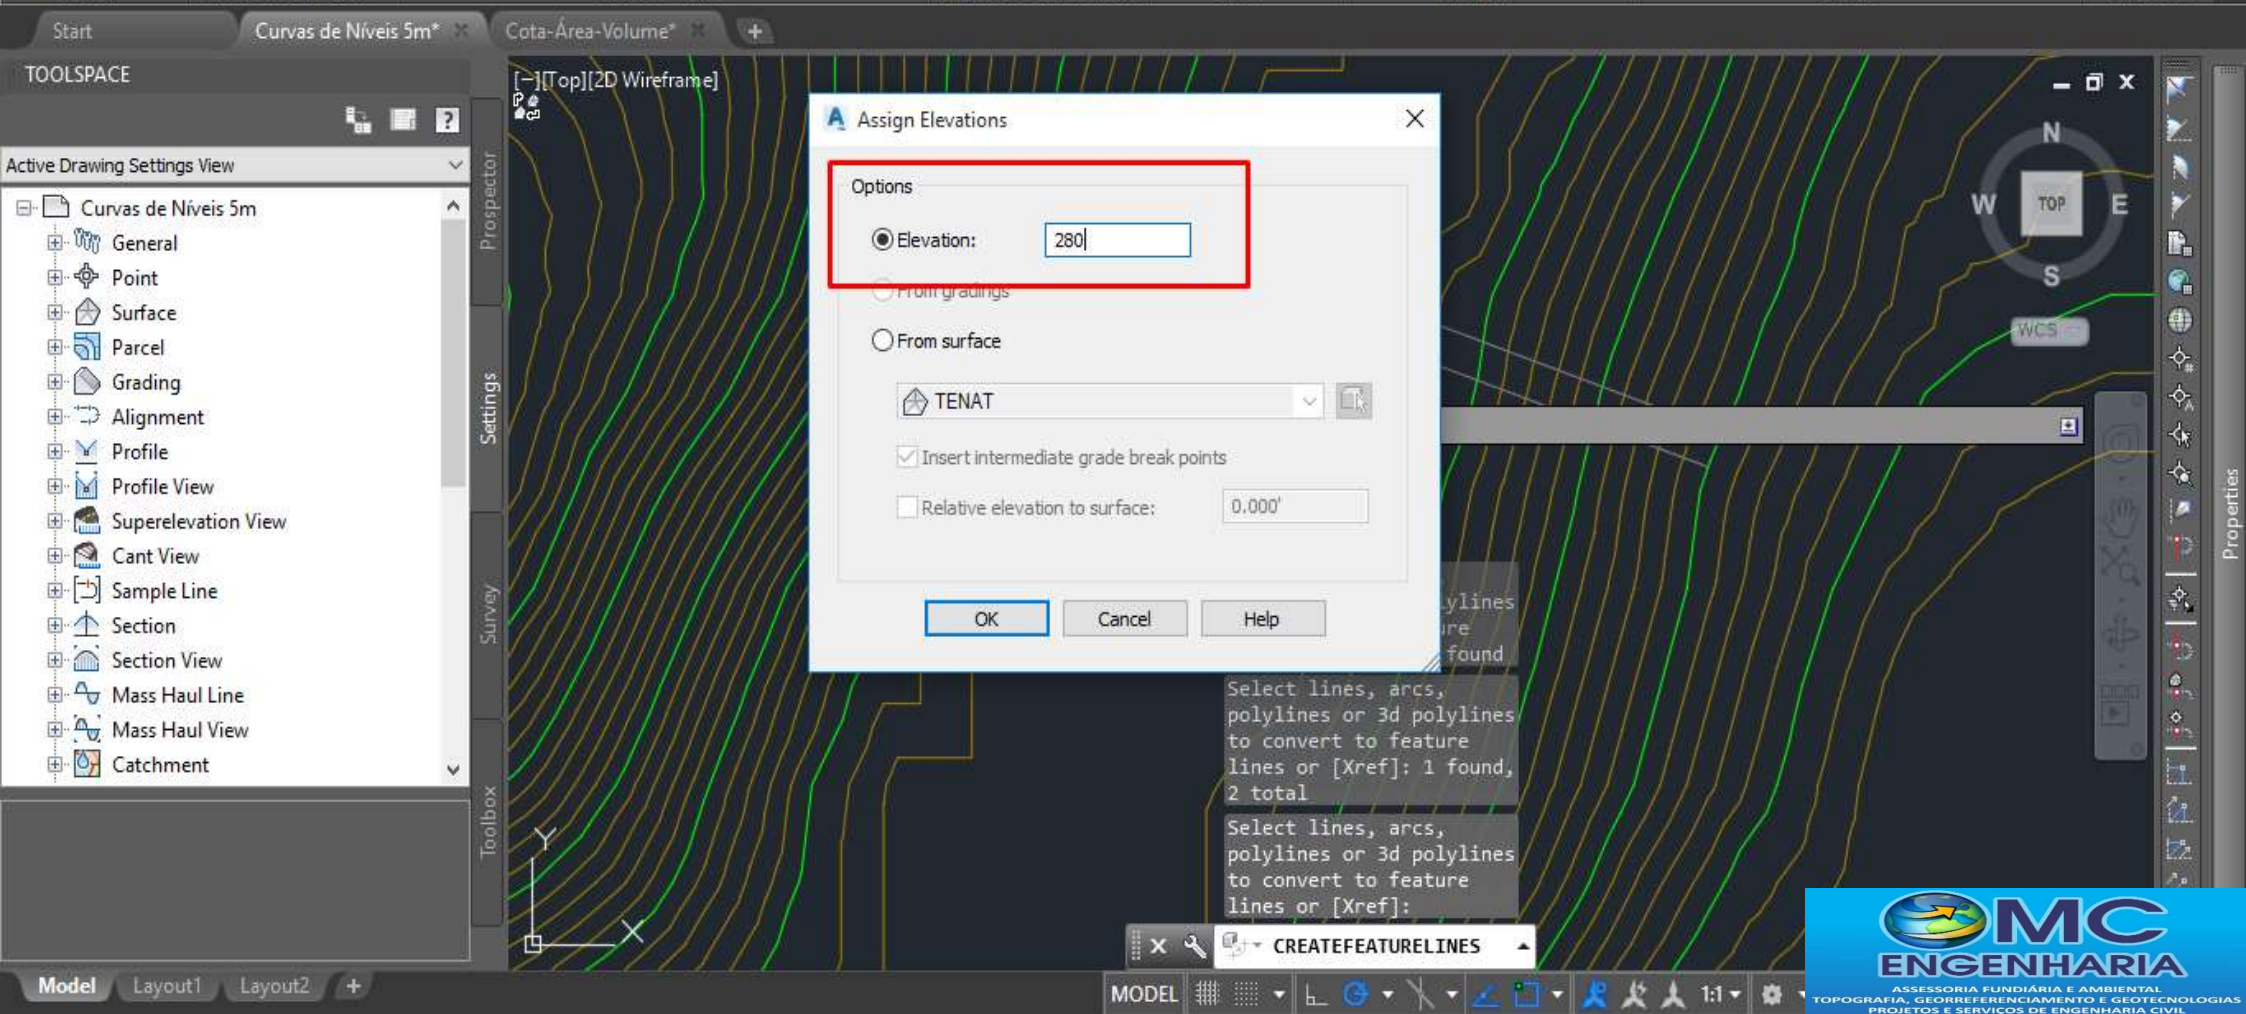 Start
Curvas de Níveis 5m*
Cota-Área-Volume*
TOOLSPACE
Active Drawing Settings View
Curvas de Níveis 5m
General
Point
Surface
Parcel
Grading
Alignment
Profile
Profile View
Superelevation View
Cant View
Sample Line
Section
Section View
Mass Haul Line
Mass Haul View
Catchment
Prospector
Settings
Survey
Toolbox
[−][Top][2D Wireframe]
Assign Elevations
Options
Elevation: 280
From gradings
From surface
TENAT
Insert intermediate grade break points
Relative elevation to surface: 0.000'
OK
Cancel
Help
N
W
TOP
E
S
WCS
Properties
ylines
found
Select lines, arcs,
polylines or 3d polylines
to convert to feature
lines or [Xref]: 1 found,
2 total
Select lines, arcs,
polylines or 3d polylines
to convert to feature
lines or [Xref]:
CREATEFEATURELINES
Y
X
Model
Layout1
Layout2
MODEL
1:1
MC
ENGENHARIA
ASSESSORIA FUNDIÁRIA E AMBIENTAL
TOPOGRAFIA, GEORREFERENCIAMENTO E GEOTECNOLOGIAS
PROJETOS E SERVIÇOS DE ENGENHARIA CIVIL